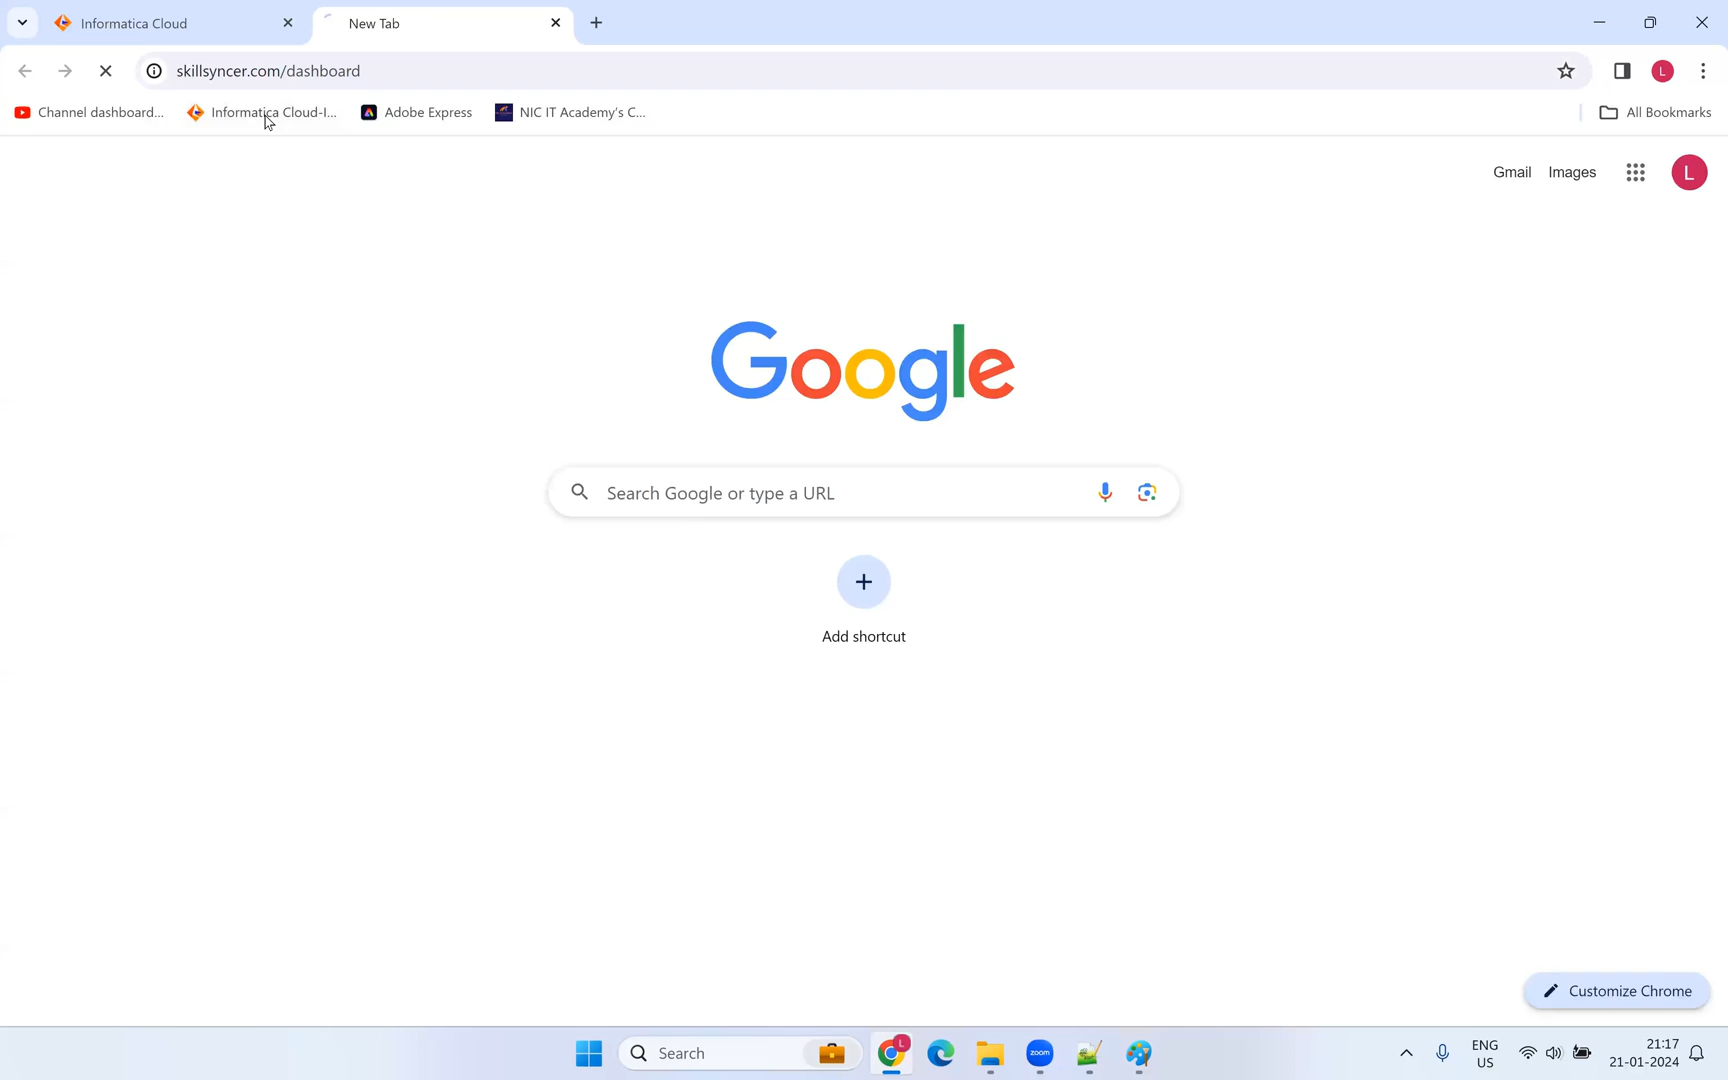 Informatica Cloud
New Tab
skillsyncer.com/dashboard
L
Channel dashboard...
Informatica Cloud-I...
Adobe Express
NIC IT Academy's C...
All Bookmarks
Gmail
Images
L
Google
Search Google or type a URL
Add shortcut
Customize Chrome
Search
L
zoom
ENG
US
21:17
21-01-2024